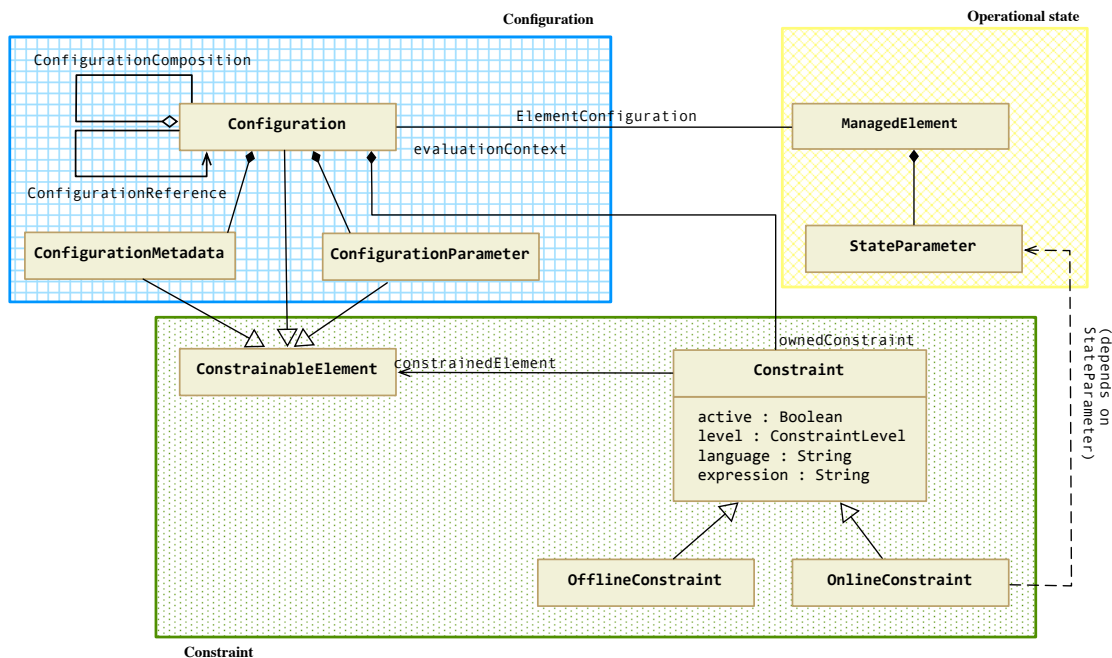 Configuration
Operational state
ConfigurationComposition
ElementConfiguration
Configuration
ManagedElement
evaluationContext
ConfigurationReference
ConfigurationMetadata
ConfigurationParameter
StateParameter
ownedConstraint
(depends on
StateParameter)
ConstrainableElement
constrainedElement
Constraint
active : Boolean
level : ConstraintLevel
language : String
expression : String
OfflineConstraint
OnlineConstraint
Constraint